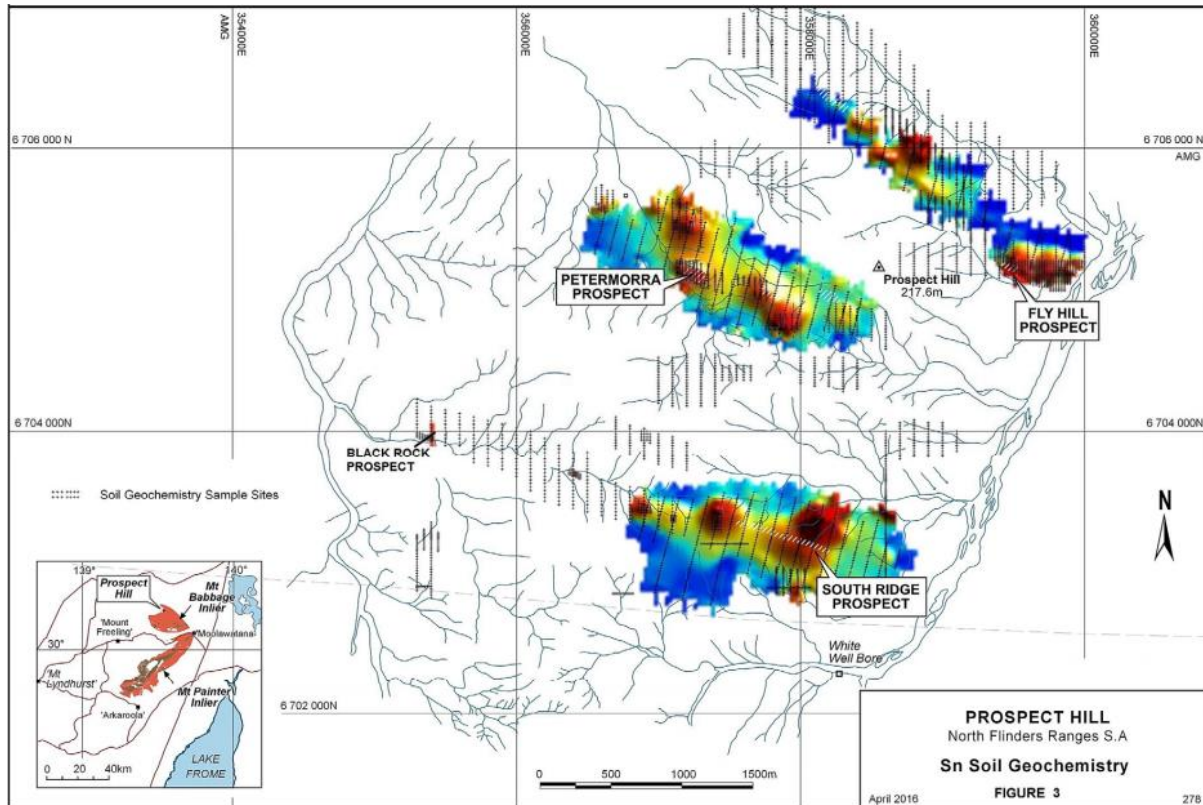 354000E
AMG
356000E
358000E
360000E
6 706 000 N
6 706 000 N
AMG
PETERMORRA
PROSPECT
Prospect Hill
217.6m
FLY HILL
PROSPECT
6 704 000N
6 704 000 N
BLACK ROCK
PROSPECT
Soil Geochemistry Sample Sites
N
SOUTH RIDGE
PROSPECT
White
Well Bore
6 702 000N
139°
140°
Prospect
Hill
Mt
Babbage
Inlier
'Mount
Freeling'
'Moolawatana'
30°
'Mt
Lyndhurst'
Mt Painter
Inlier
'Arkaroola'
LAKE
FROME
0 20 40km
0 500 1000 1500m
PROSPECT HILL
North Flinders Ranges S.A
Sn Soil Geochemistry
FIGURE 3
April 2016
278